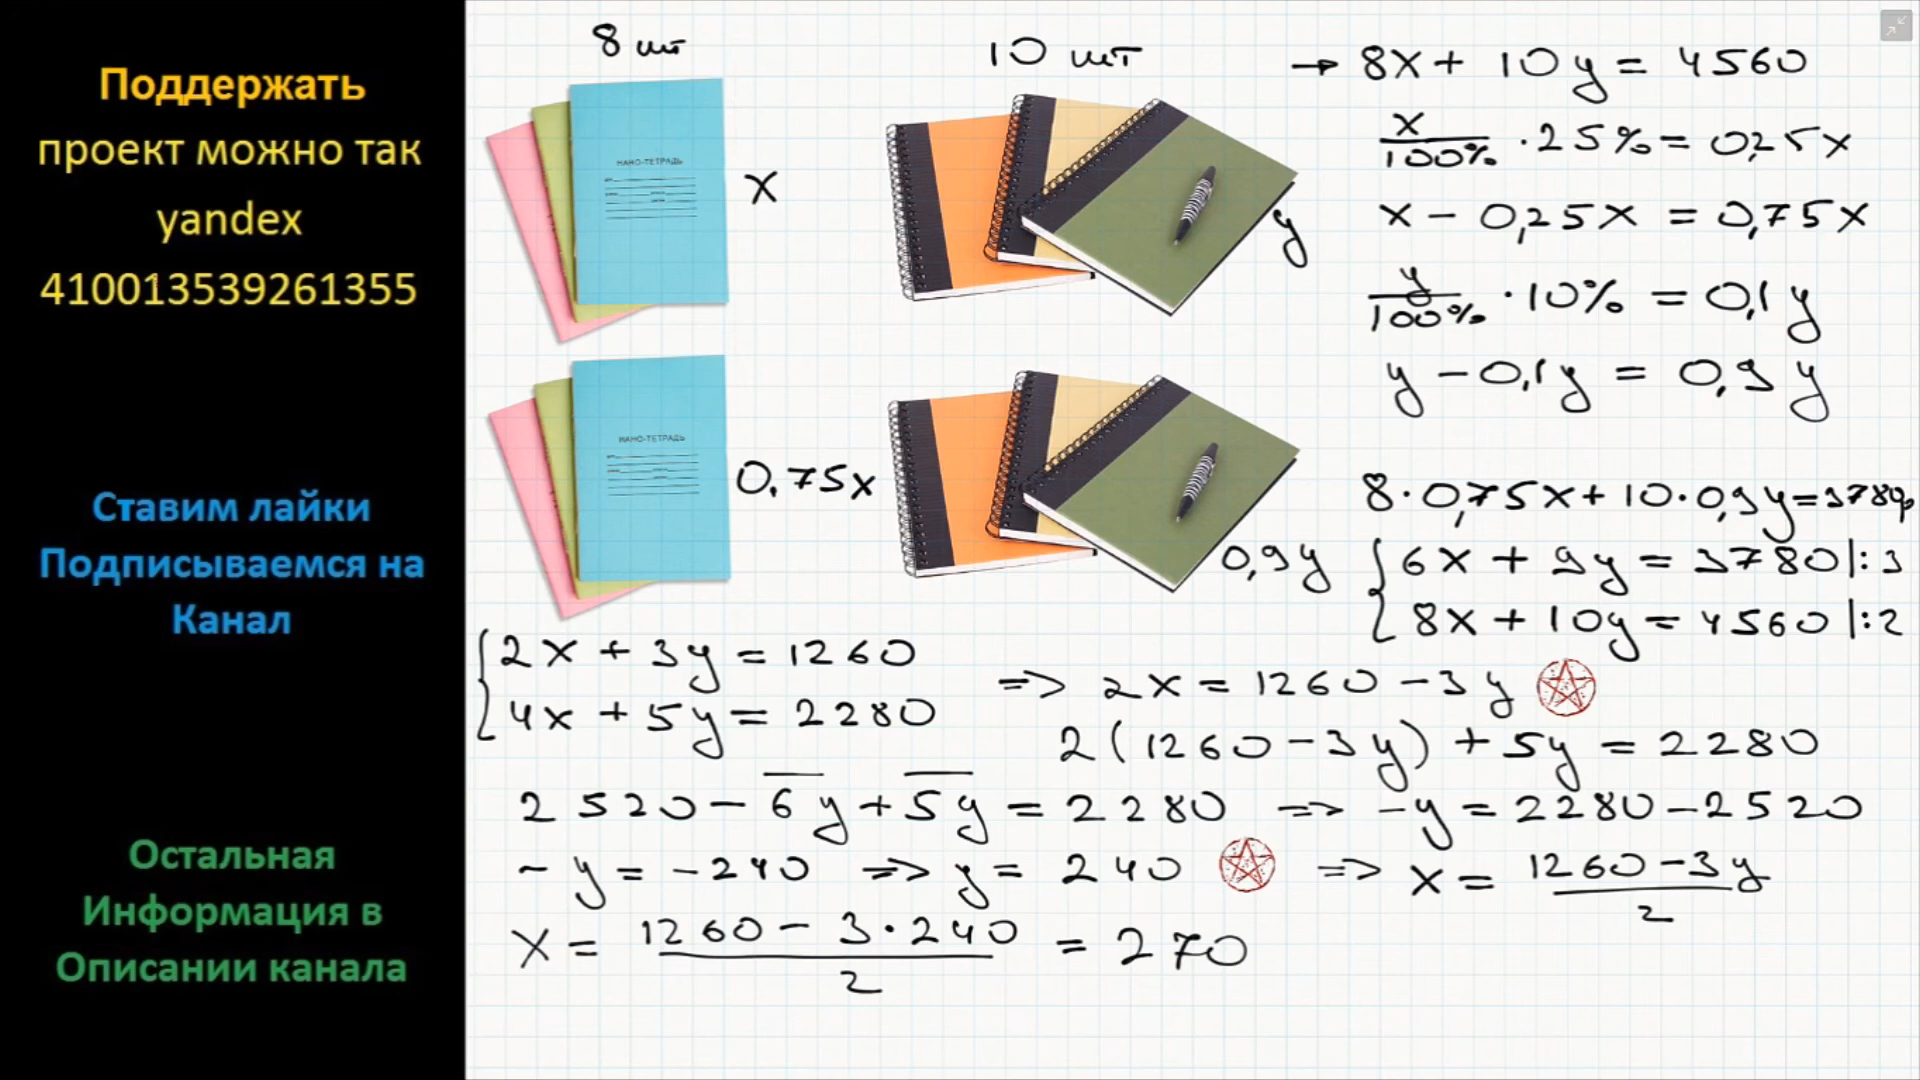 Поддержать
проект можно так
yandex
410013539261355
Ставим лайки
Подписываемся на
Канал
Остальная
Информация в
Описании канала
8 шт
10 шт
НАНО-ТЕТРАДЬ
x
y
→ 8x + 10y = 4560
x/100% · 25% = 0,25x
x - 0,25x = 0,75x
y/100% · 10% = 0,1y
y - 0,1y = 0,9y
НАНО-ТЕТРАДЬ
0,75x
0,9y
8 · 0,75x + 10 · 0,9y = 3780
{ 6x + 9y = 3780 |: 3
8x + 10y = 4560 |: 2
{ 2x + 3y = 1260
4x + 5y = 2280
=> 2x = 1260 - 3y
2(1260 - 3y) + 5y = 2280
2520 - 6y + 5y = 2280 => -y = 2280 - 2520
- y = -240 => y = 240 => x = (1260 - 3y)/2
x = (1260 - 3 · 240)/2 = 270